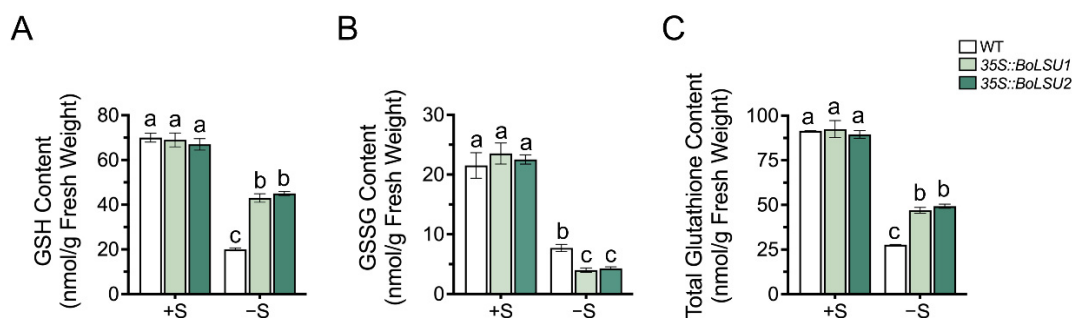 A
GSH Content
(nmol/g Fresh Weight)
80
60
40
20
0
a a a
c b b
+S −S
B
GSSG Content
(nmol/g Fresh Weight)
30
20
10
0
a a a
b c c
+S −S
C
Total Glutathione Content
(nmol/g Fresh Weight)
100
75
50
25
0
a a a
c b b
+S −S
WT
35S::BoLSU1
35S::BoLSU2